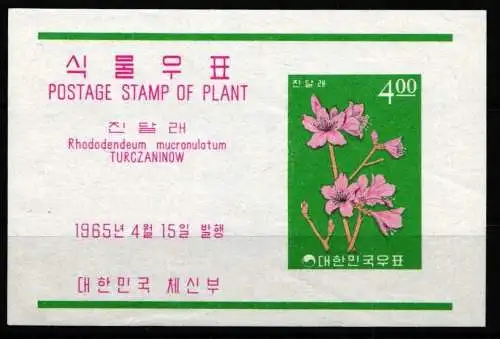 식물우표
POSTAGE STAMP OF PLANT
진달래
Rhododendeum mucronulatum
TURCZANINOW
1965년 4월 15일 발행
대한민국 체신부
진달래
4.00
대한민국우표